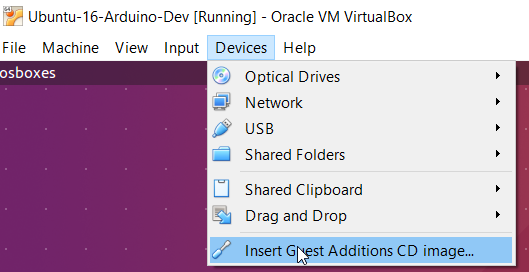 Ubuntu-16-Arduino-Dev [Running] - Oracle VM VirtualBox
File Machine View Input Devices Help
osboxes
Optical Drives
Network
USB
Shared Folders
Shared Clipboard
Drag and Drop
Insert Guest Additions CD image...